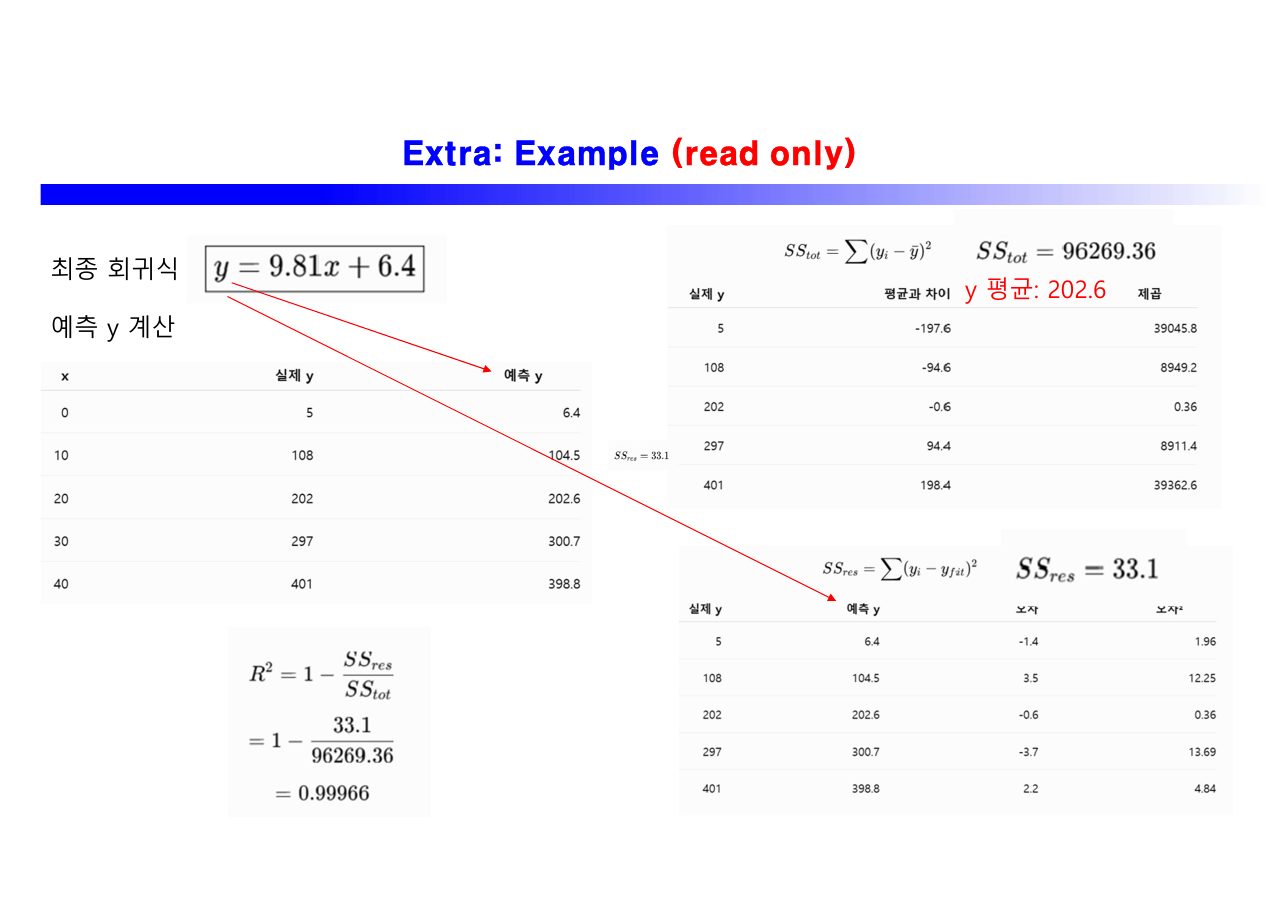 Extra: Example (read only)
최종 회귀식 y = 9.81x + 6.4
예측 y 계산
x 실제 y 예측 y
0 5 6.4
10 108 104.5
20 202 202.6
30 297 300.7
40 401 398.8
R² = 1 − SS_res / SS_tot
= 1 − 33.1 / 96269.36
= 0.99966
SS_res = 33.1
SS_tot = ∑(y_i − ȳ)² SS_tot = 96269.36
실제 y 평균과 차이 y 평균: 202.6 제곱
5 -197.6 39045.8
108 -94.6 8949.2
202 -0.6 0.36
297 94.4 8911.4
401 198.4 39362.6
SS_res = ∑(y_i − y_fit)² SS_res = 33.1
실제 y 예측 y 오차 오차²
5 6.4 -1.4 1.96
108 104.5 3.5 12.25
202 202.6 -0.6 0.36
297 300.7 -3.7 13.69
401 398.8 2.2 4.84